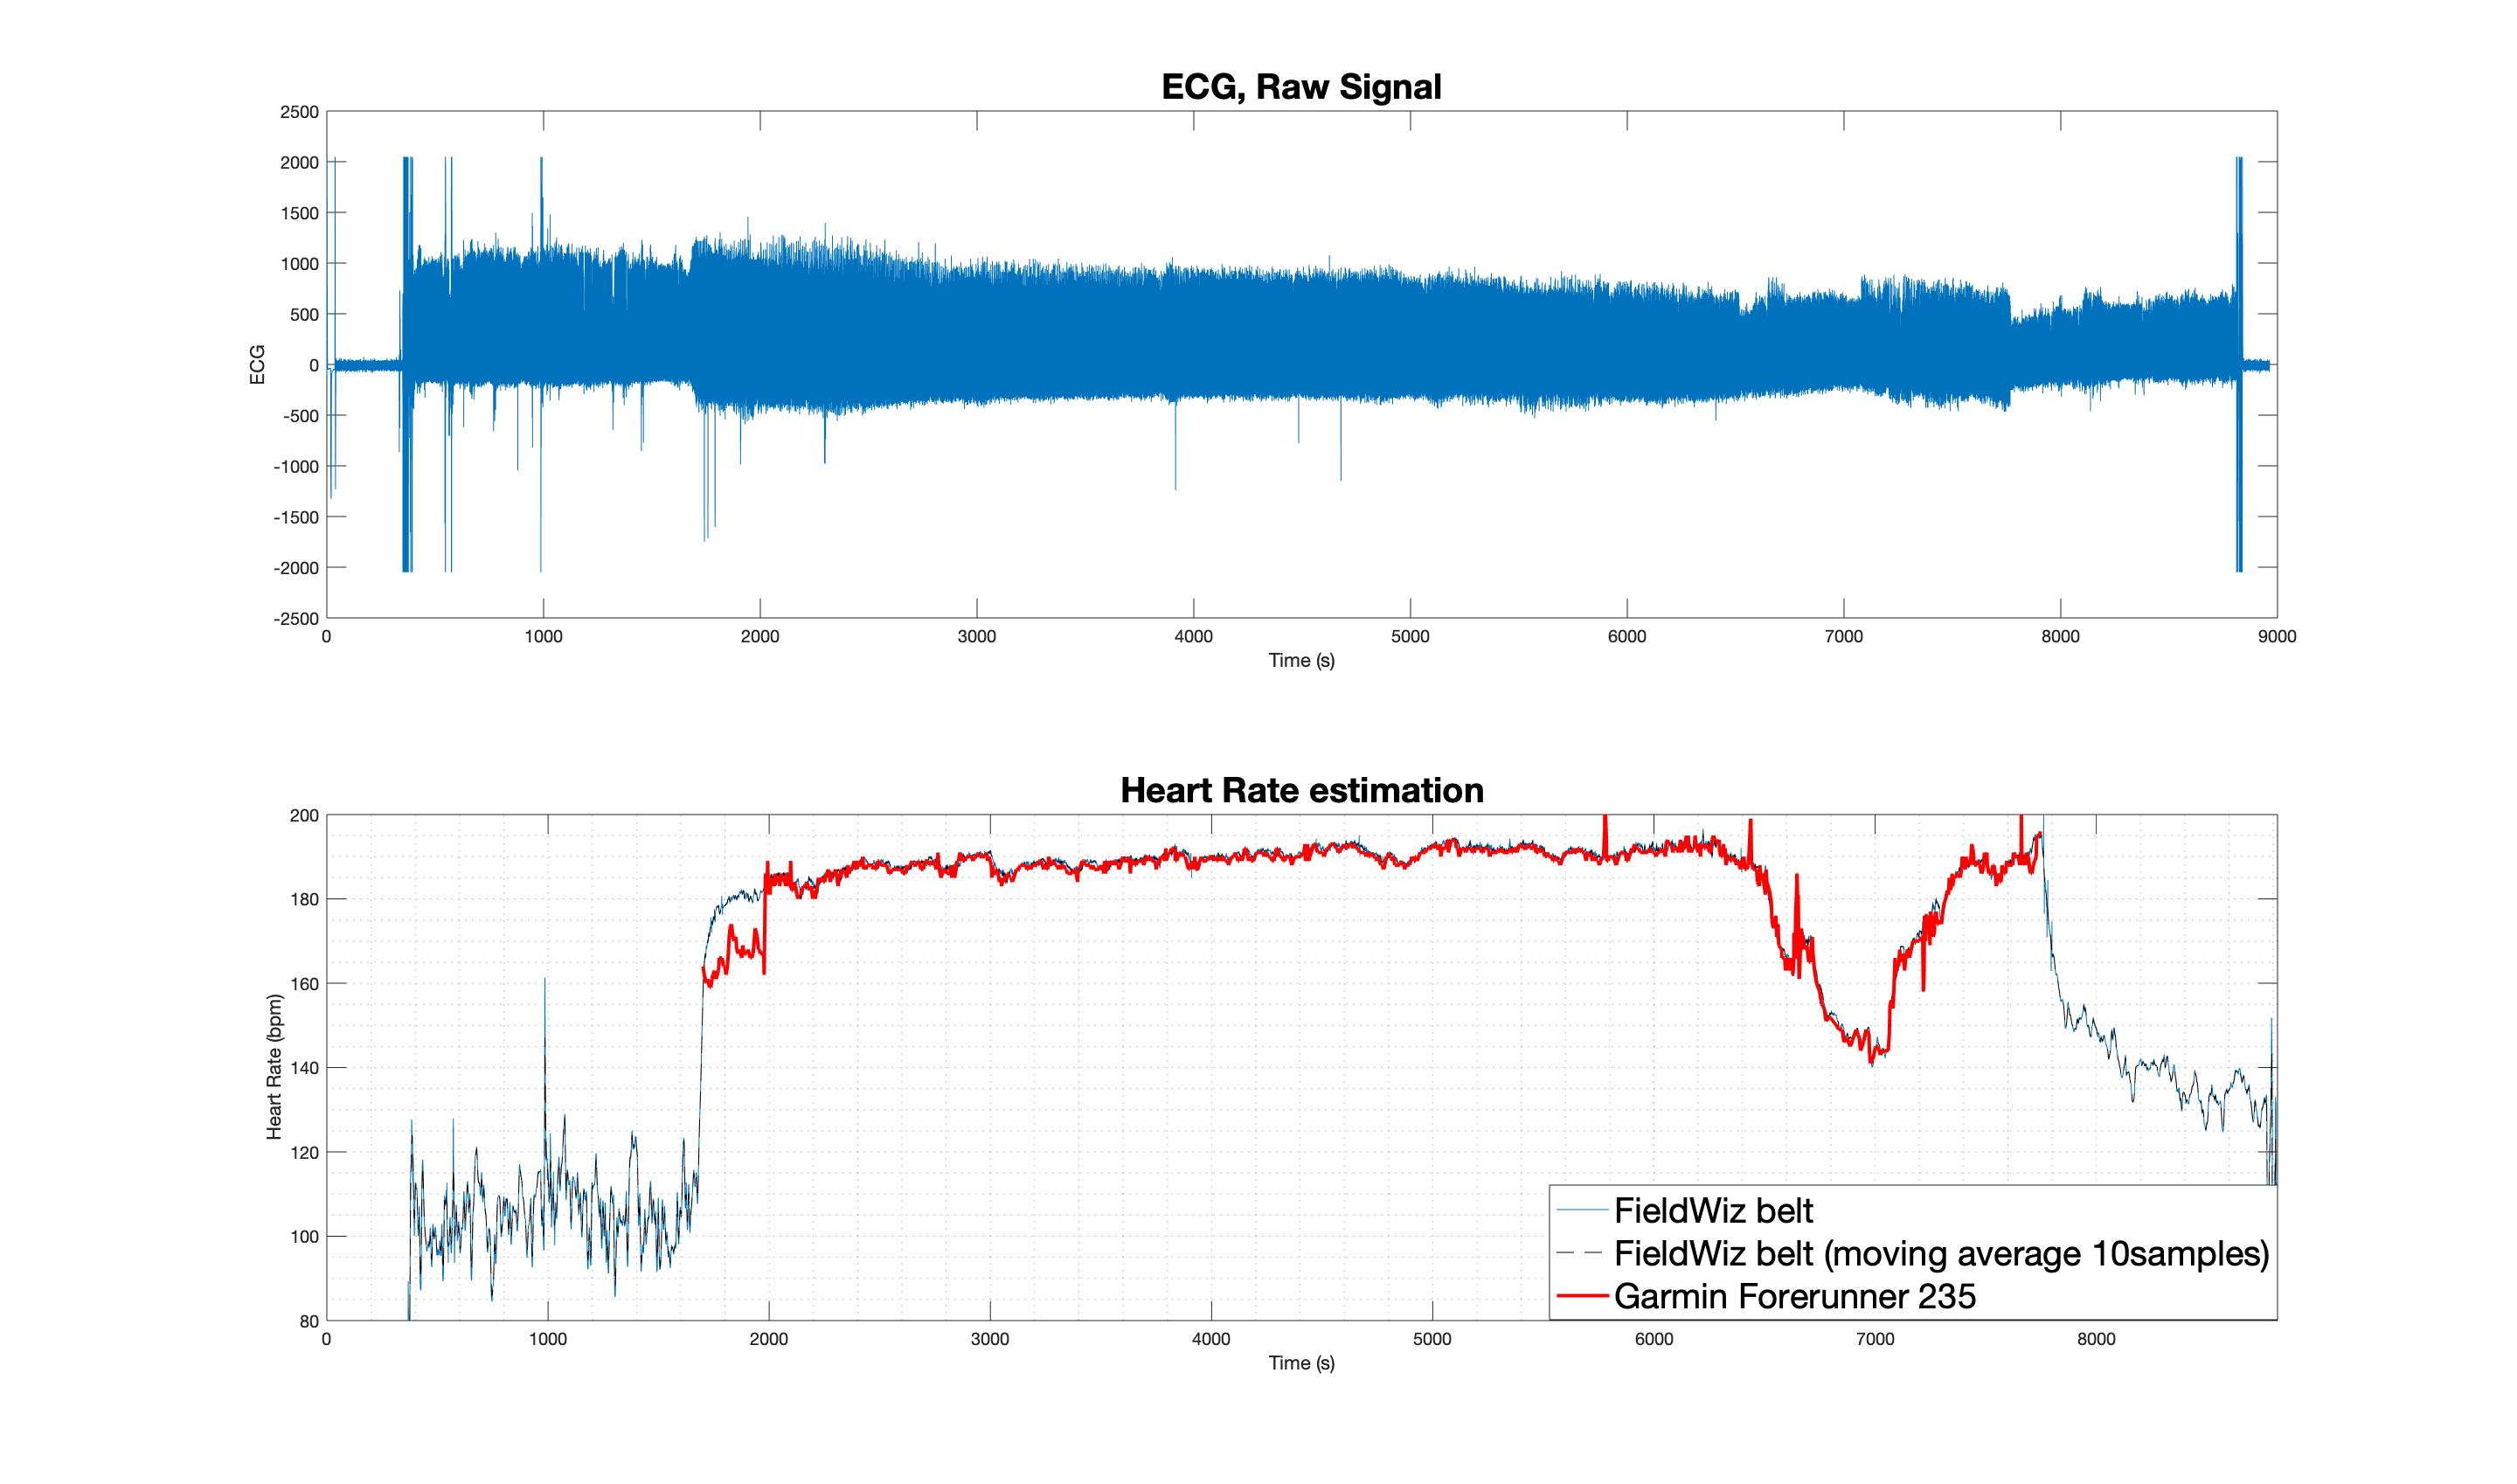 ECG, Raw Signal
2500
2000
1500
1000
500
0
-500
-1000
-1500
-2000
-2500
ECG
0 1000 2000 3000 4000 5000 6000 7000 8000 9000
Time (s)
Heart Rate estimation
200
180
160
140
120
100
80
Heart Rate (bpm)
FieldWiz belt
FieldWiz belt (moving average 10samples)
Garmin Forerunner 235
0 1000 2000 3000 4000 5000 6000 7000 8000
Time (s)